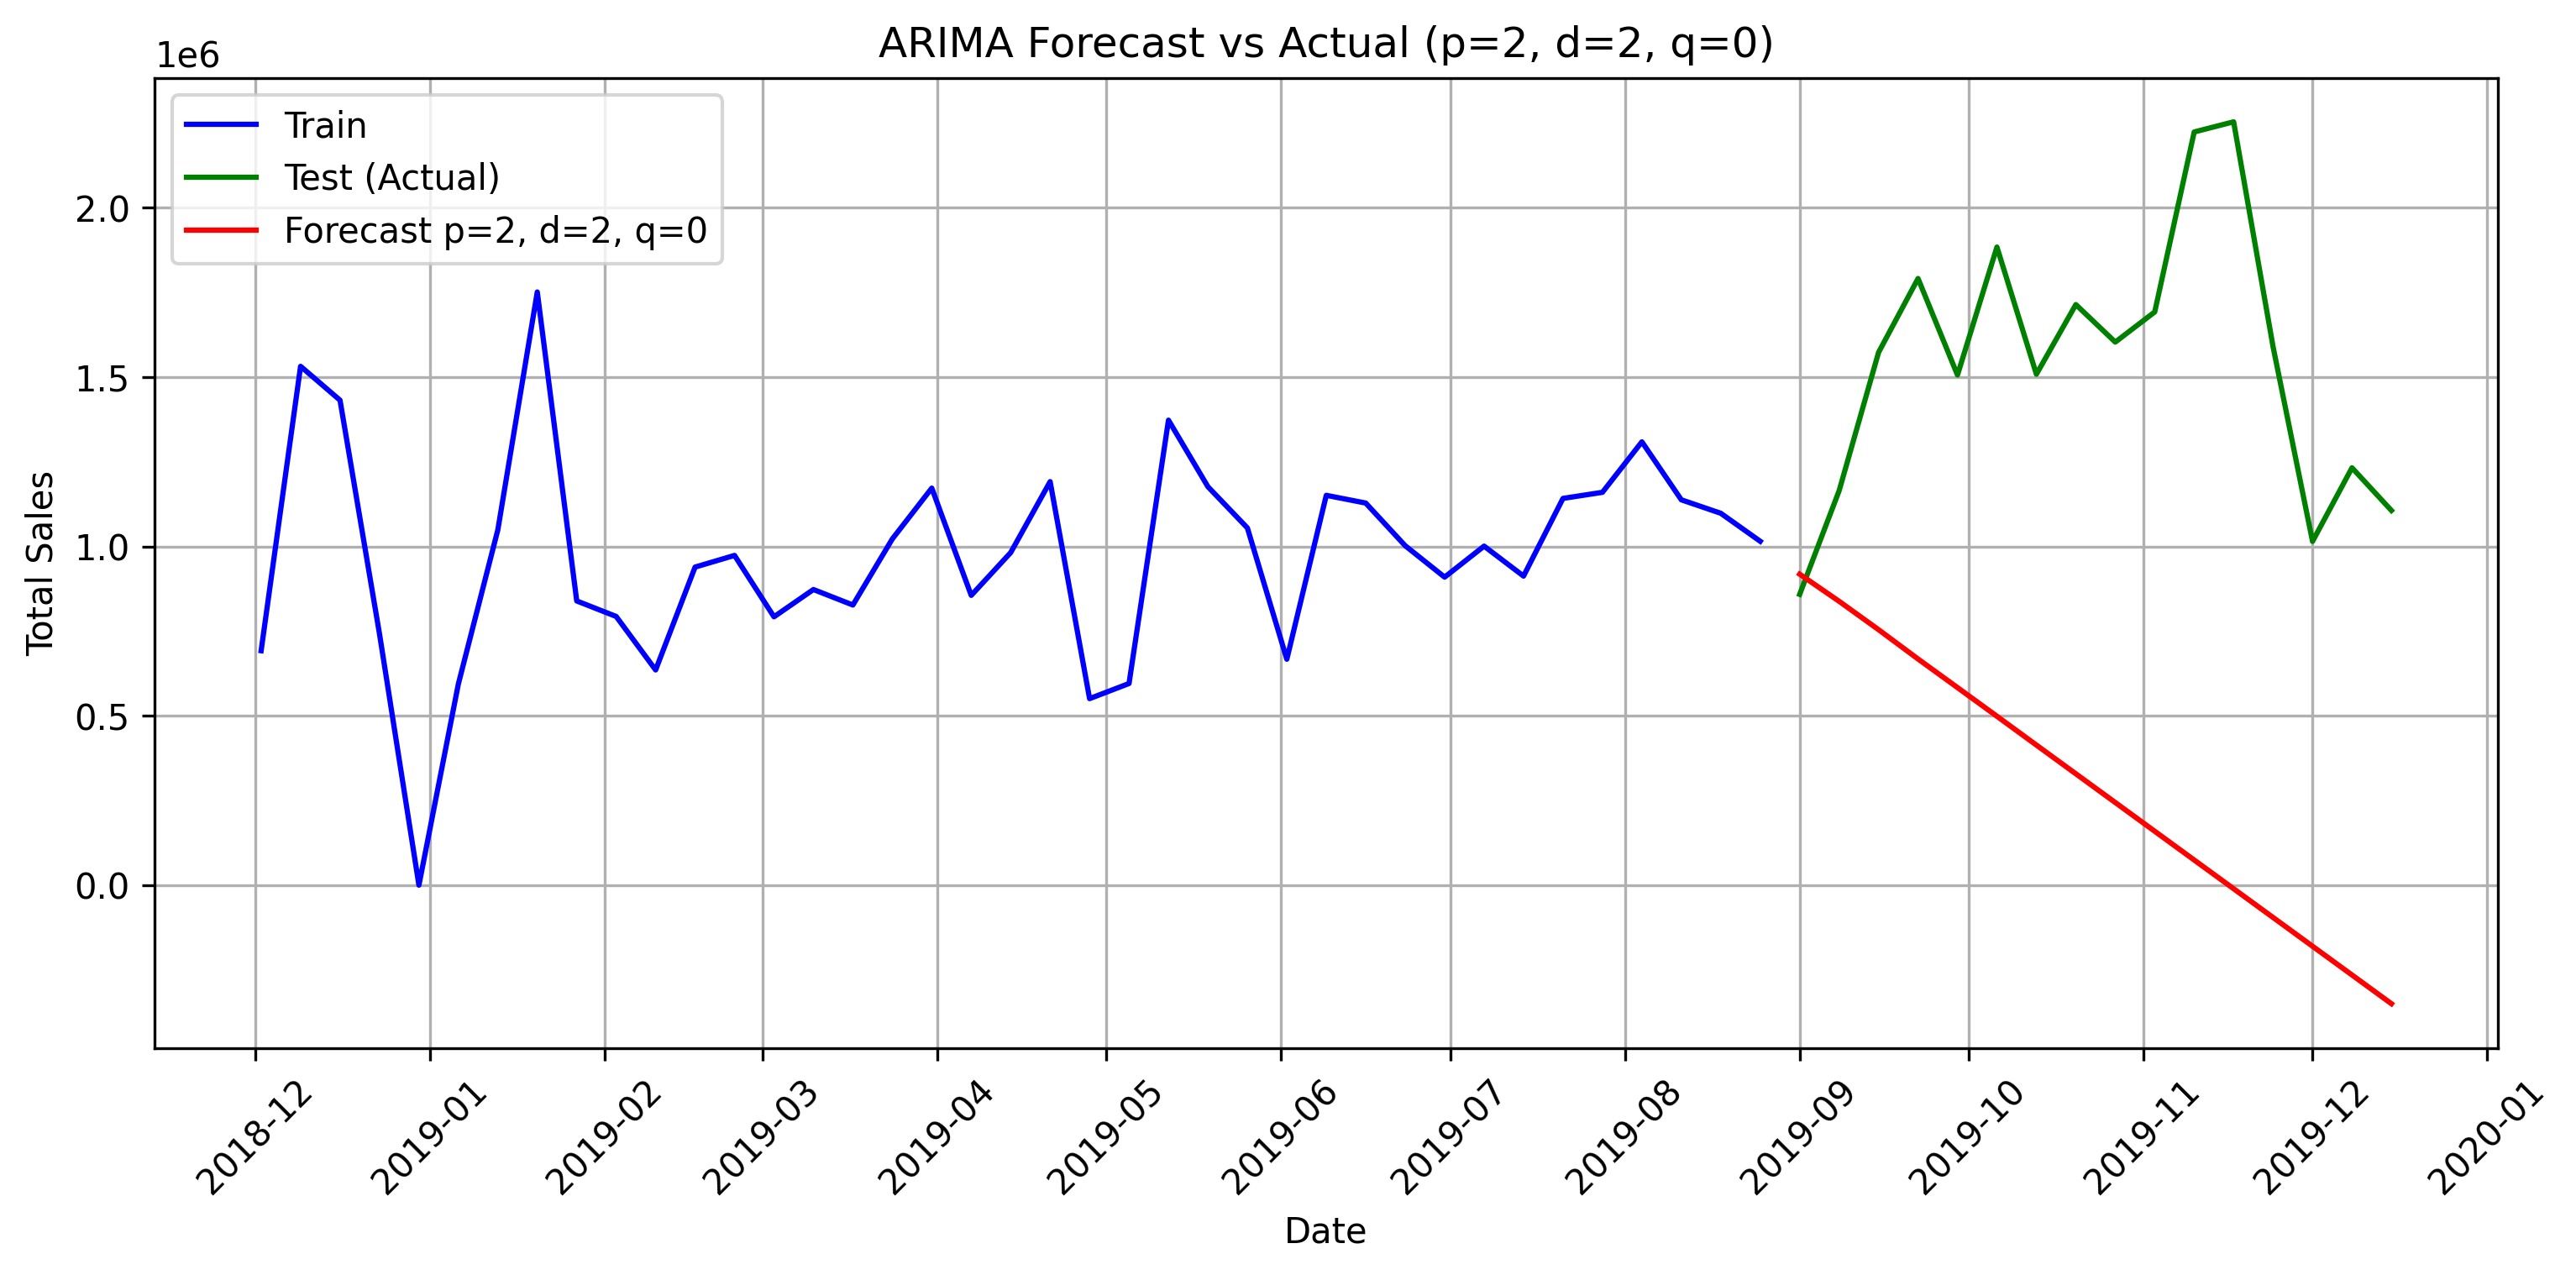 ARIMA Forecast vs Actual (p=2, d=2, q=0)
1e6
Train
Test (Actual)
Forecast p=2, d=2, q=0
2.0
1.5
1.0
0.5
0.0
Total Sales
2018-12
2019-01
2019-02
2019-03
2019-04
2019-05
2019-06
2019-07
2019-08
2019-09
2019-10
2019-11
2019-12
2020-01
Date